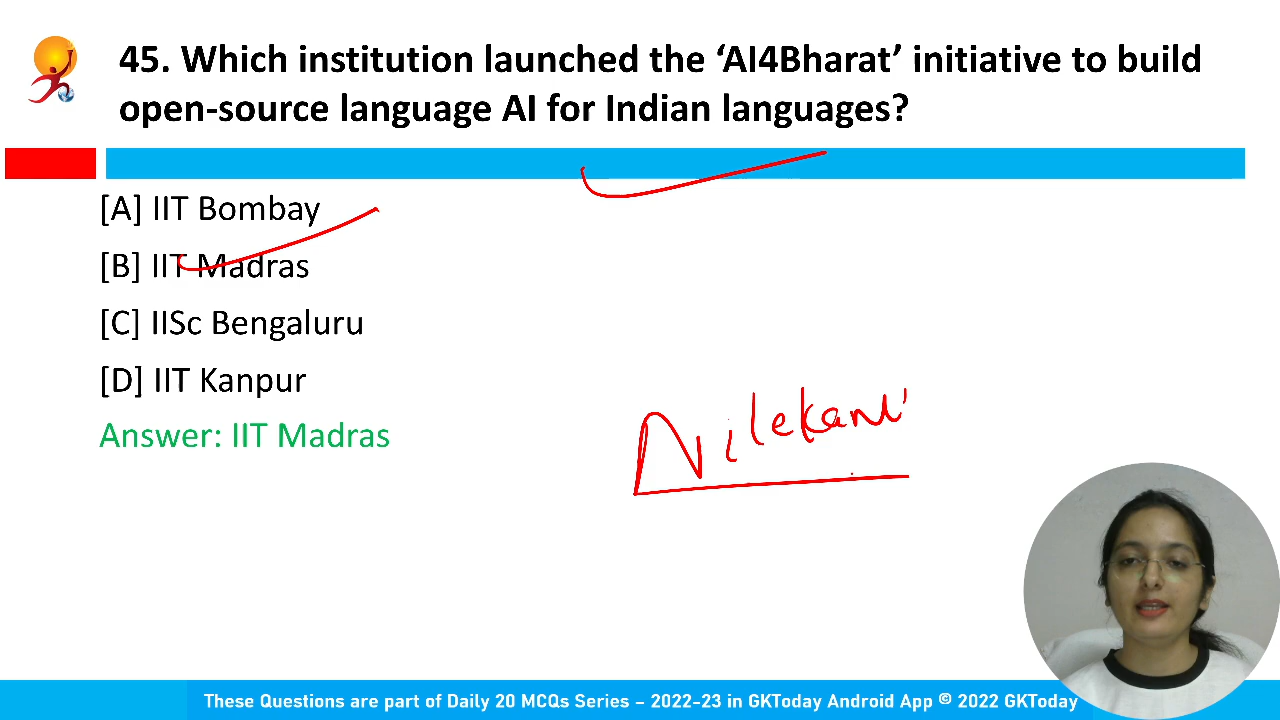 45. Which institution launched the ‘AI4Bharat’ initiative to build
open-source language AI for Indian languages?
[A] IIT Bombay
[B] IIT Madras
[C] IISc Bengaluru
[D] IIT Kanpur
Answer: IIT Madras
Nilekani
These Questions are part of Daily 20 MCQs Series – 2022-23 in GKToday Android App © 2022 GKToday